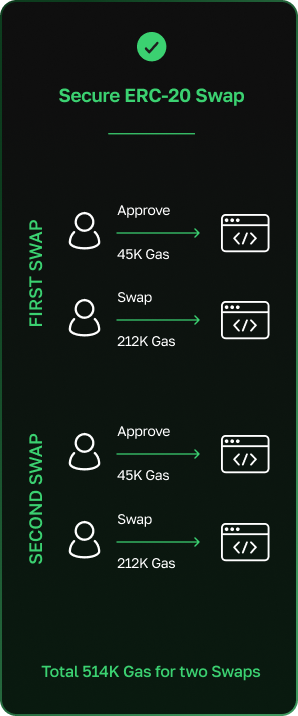 Secure ERC-20 Swap
FIRST SWAP
Approve
45K Gas
</>
Swap
212K Gas
</>
SECOND SWAP
Approve
45K Gas
</>
Swap
212K Gas
</>
Total 514K Gas for two Swaps